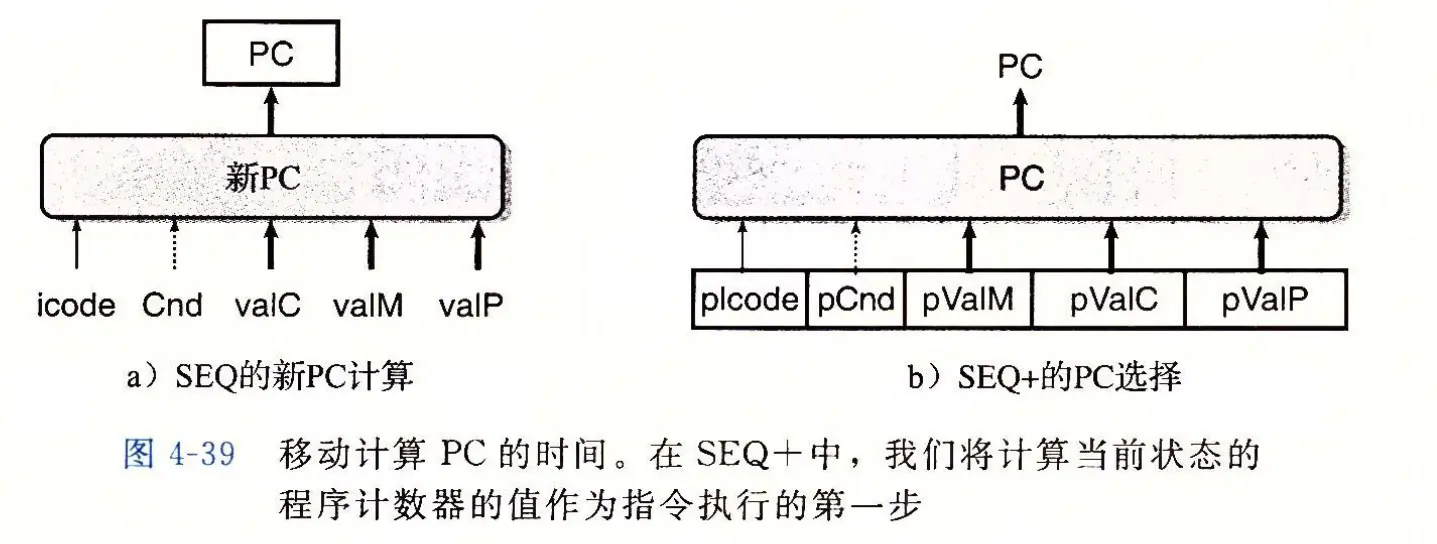 PC
新PC
icode Cnd valC valM valP
a）SEQ的新PC计算
PC
PC
pIcode pCnd pValM pValC pValP
b）SEQ+的PC选择
图 4-39 移动计算 PC 的时间。在 SEQ+中，我们将计算当前状态的
程序计数器的值作为指令执行的第一步